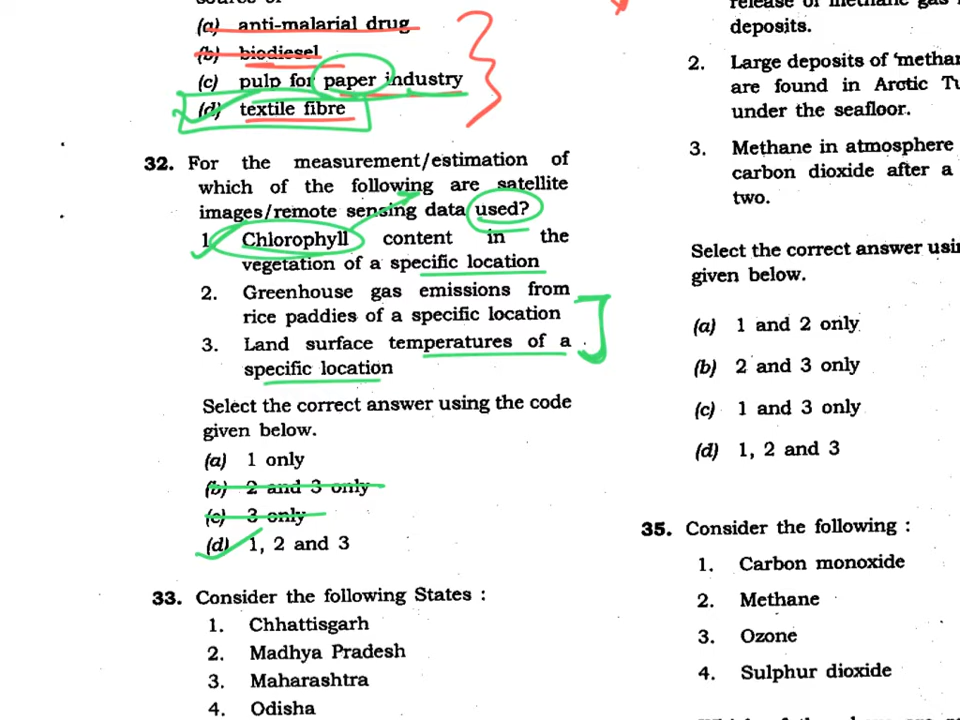 (a) anti-malarial drug
(b) biodiesel
(c) pulp for paper industry
(d) textile fibre
32. For the measurement/estimation of
which of the following are satellite
images/remote sensing data used?
1. Chlorophyll content in the
vegetation of a specific location
2. Greenhouse gas emissions from
rice paddies of a specific location
3. Land surface temperatures of a
specific location
Select the correct answer using the code
given below.
(a) 1 only
(b) 2 and 3 only
(c) 3 only
(d) 1, 2 and 3
33. Consider the following States :
1. Chhattisgarh
2. Madhya Pradesh
3. Maharashtra
4. Odisha
deposits.
2. Large deposits of
are found in Arctic
under the seafloor.
3. Methane in atmosphere
carbon dioxide after a
two.
Select the correct answer
given below.
(a) 1 and 2 only
(b) 2 and 3 only
(c) 1 and 3 only
(d) 1, 2 and 3
35. Consider the following :
1. Carbon monoxide
2. Methane
3. Ozone
4. Sulphur dioxide